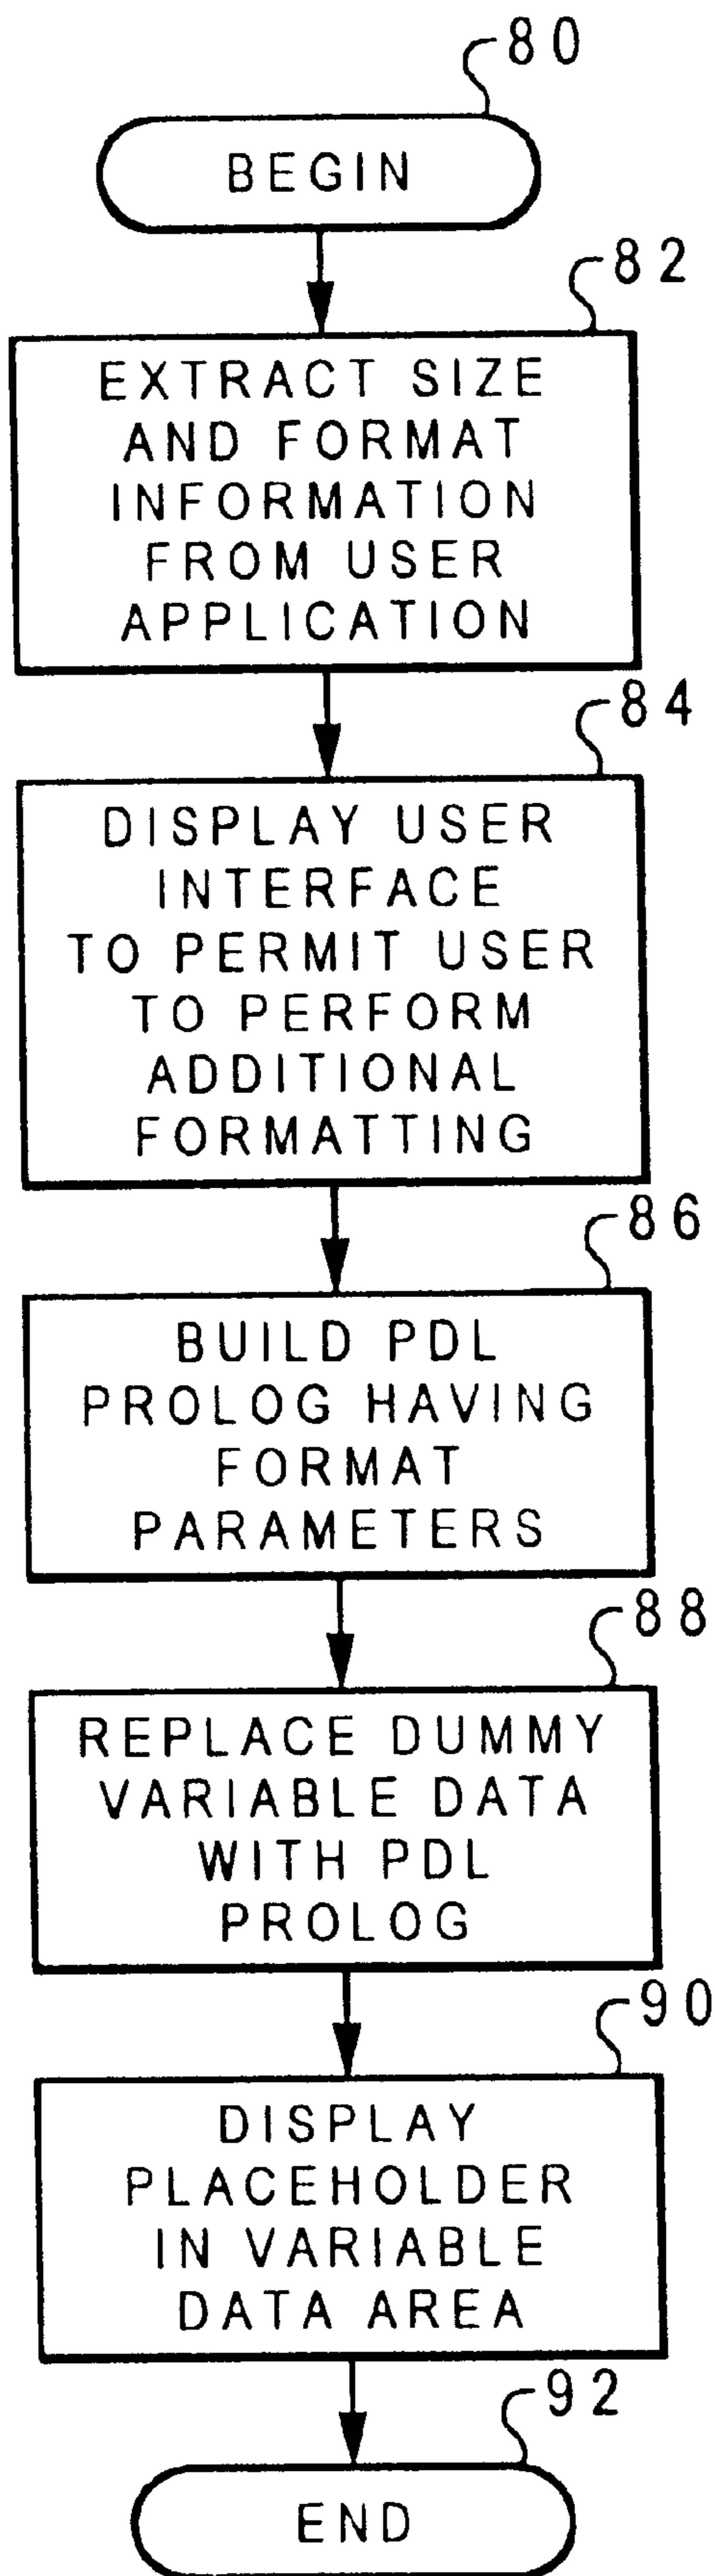 80
BEGIN
82
EXTRACT SIZE
AND FORMAT
INFORMATION
FROM USER
APPLICATION
84
DISPLAY USER
INTERFACE
TO PERMIT USER
TO PERFORM
ADDITIONAL
FORMATTING
86
BUILD PDL
PROLOG HAVING
FORMAT
PARAMETERS
88
REPLACE DUMMY
VARIABLE DATA
WITH PDL
PROLOG
90
DISPLAY
PLACEHOLDER
IN VARIABLE
DATA AREA
92
END